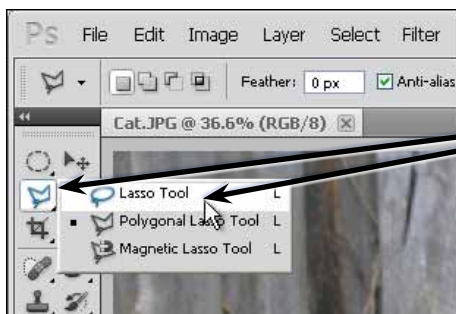 Ps File Edit Image Layer Select Filter
Feather: 0 px Anti-alias
Cat.JPG @ 36.6% (RGB/8)
Lasso Tool L
Polygonal Lasso Tool L
Magnetic Lasso Tool L